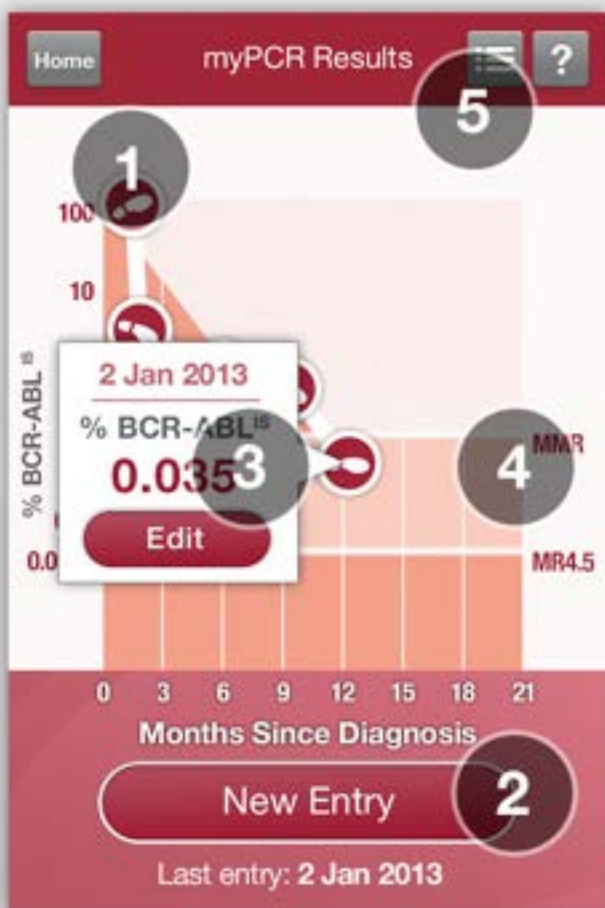 Home
myPCR Results
?
5
1
100
10
2 Jan 2013
% BCR-ABL IS
% BCR-ABL IS
0.035
3
4
MMR
Edit
0.0
MR4.5
0 3 6 9 12 15 18 21
Months Since Diagnosis
New Entry
2
Last entry: 2 Jan 2013